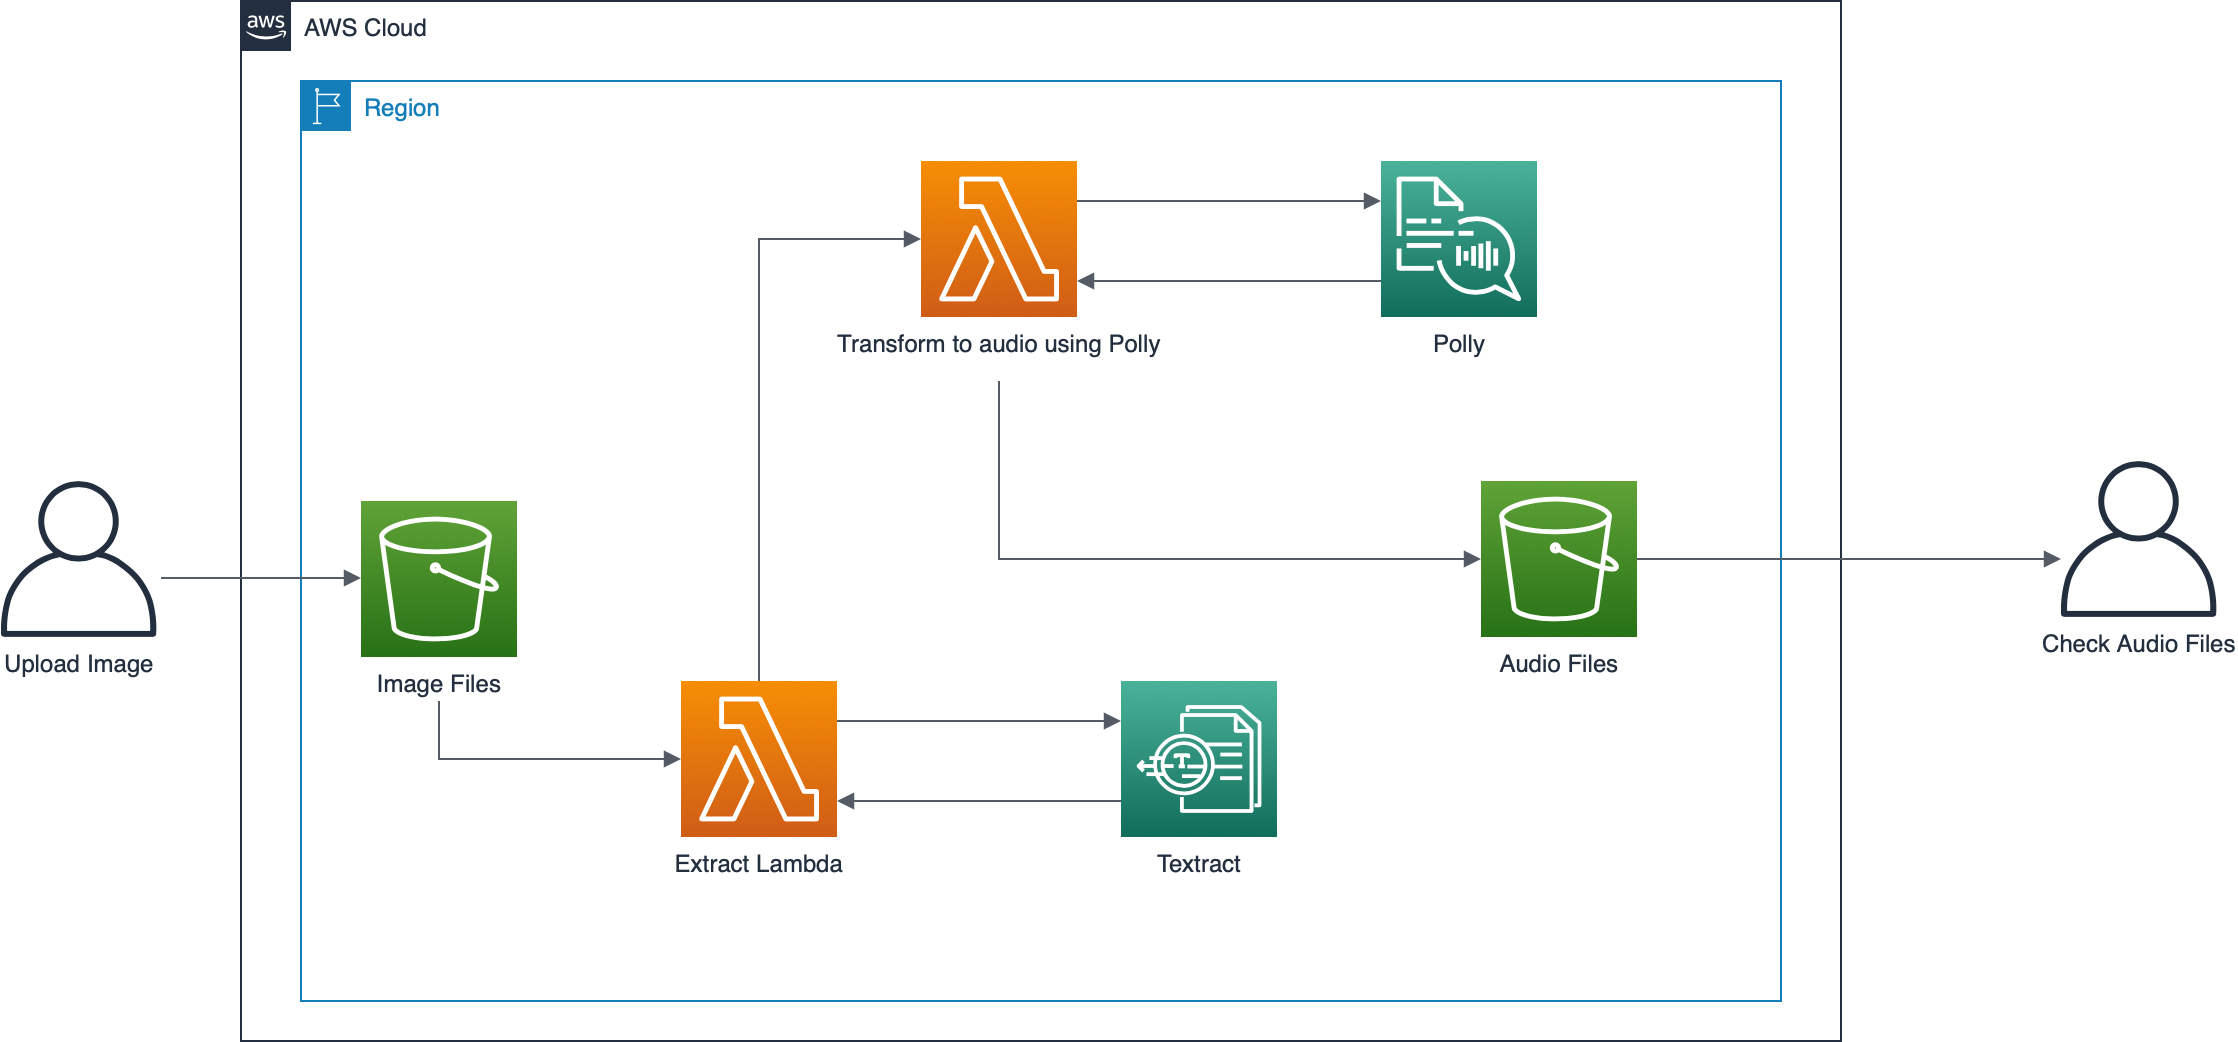 aws
AWS Cloud
Region
Transform to audio using Polly
Polly
Upload Image
Image Files
Audio Files
Check Audio Files
Extract Lambda
T
Textract